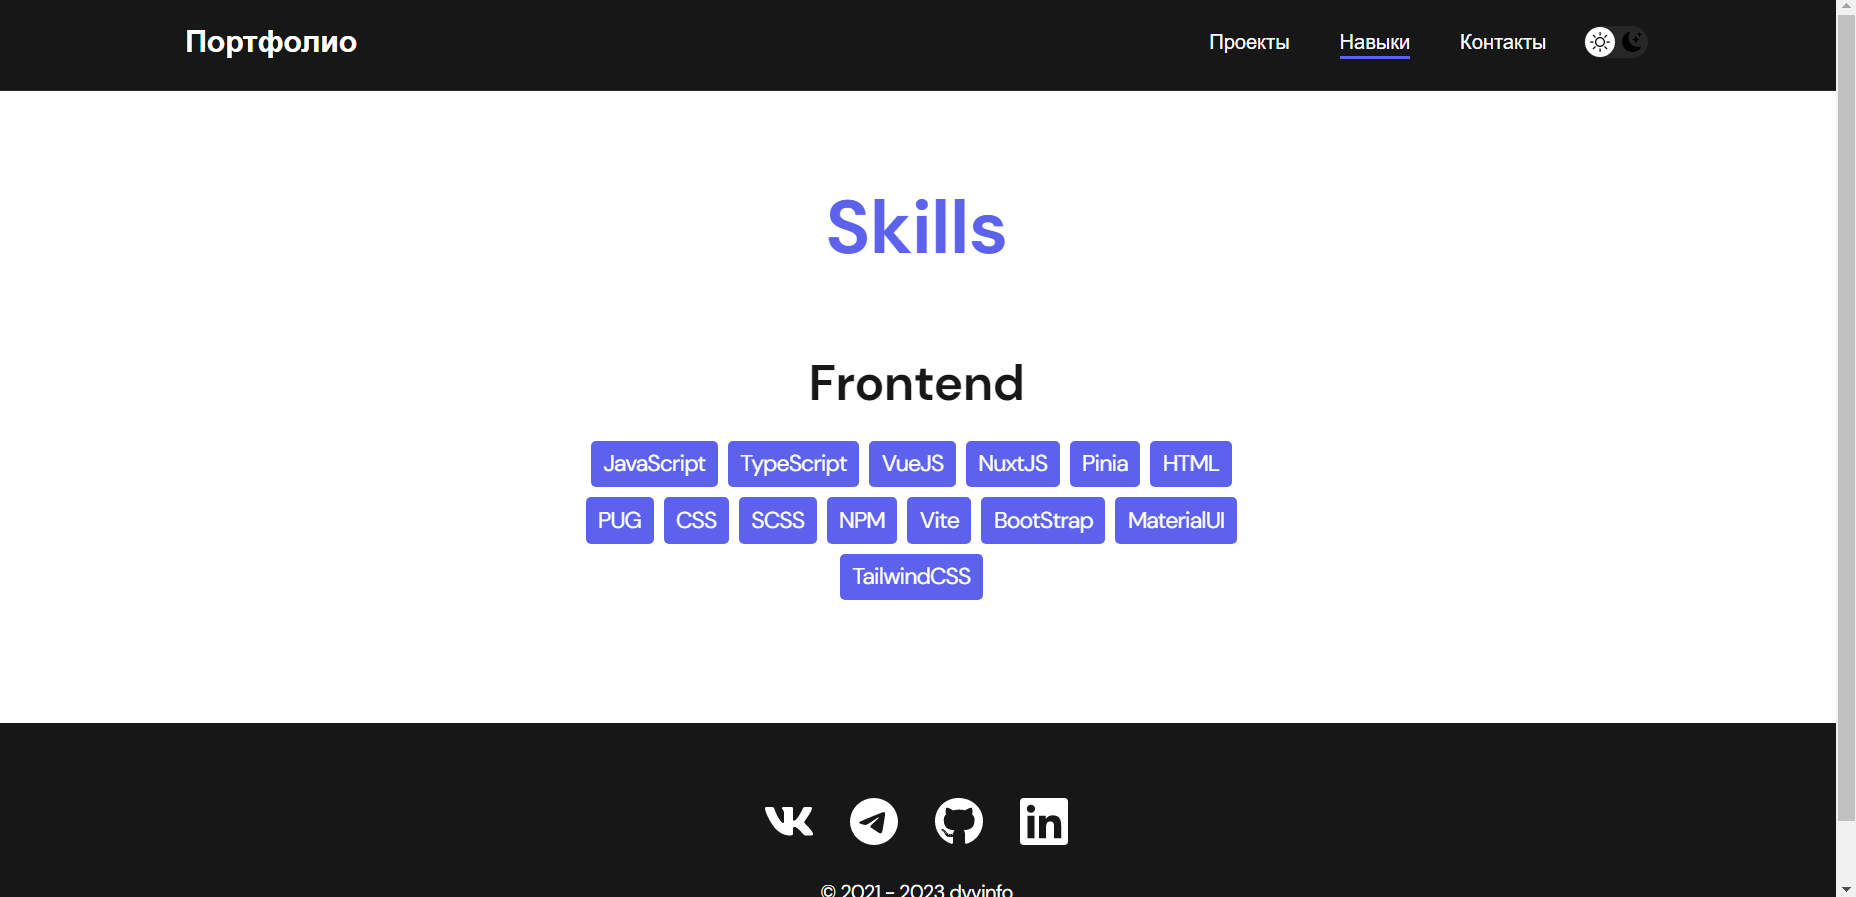 Портфолио
Проекты Навыки Контакты
Skills
Frontend
JavaScript TypeScript VueJS NuxtJS Pinia HTML
PUG CSS SCSS NPM Vite BootStrap MaterialUI
TailwindCSS
© 2021 - 2023 dvvinfo